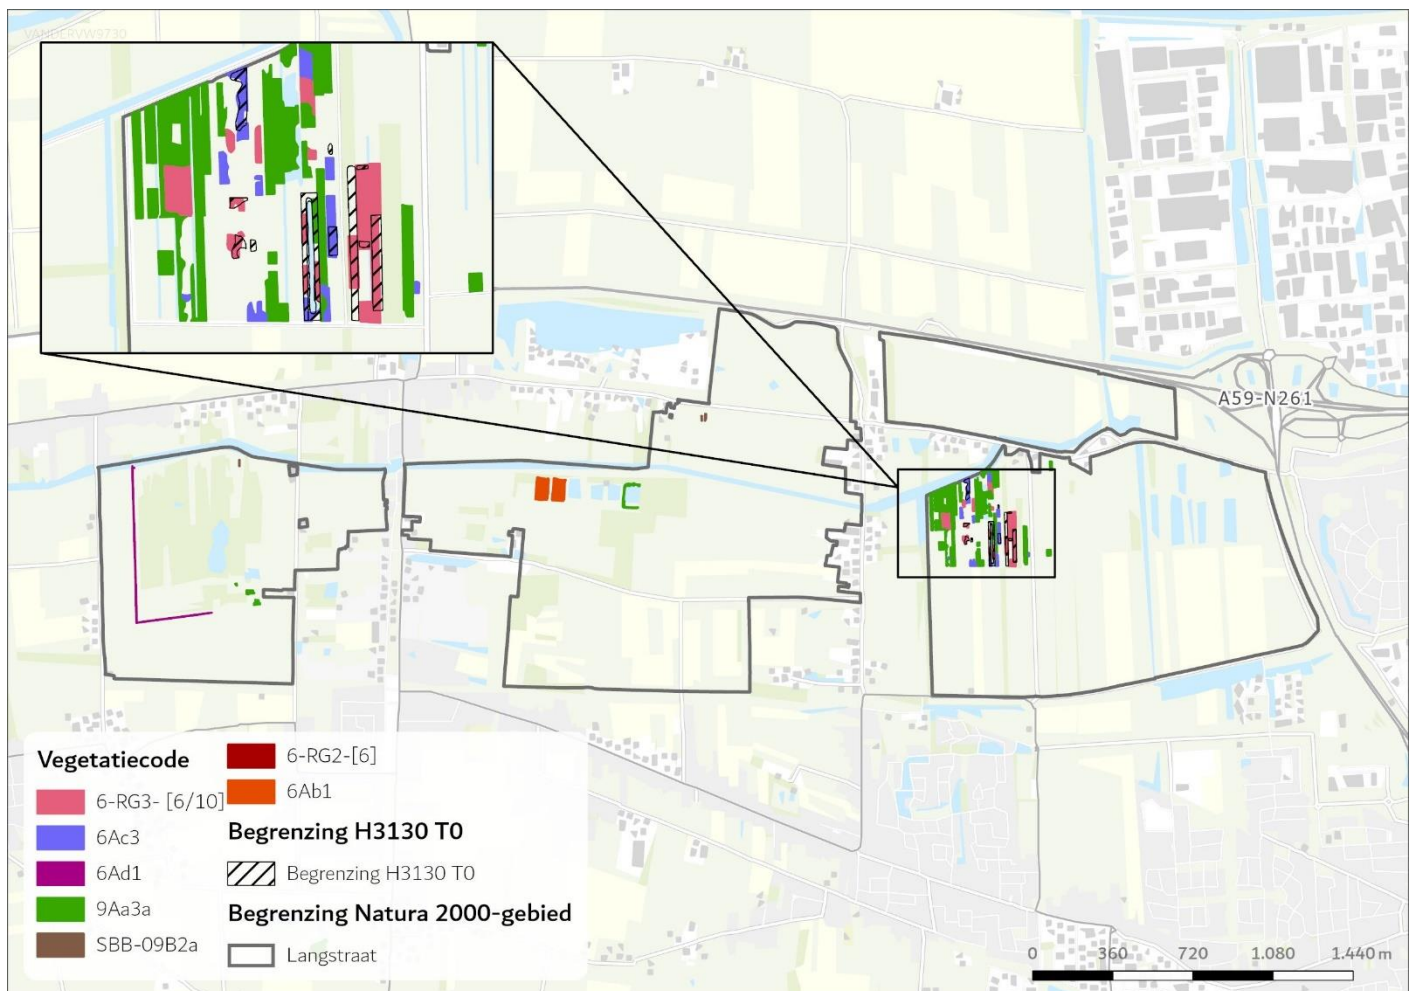 VANDERVW9730
A59-N261
Vegetatiecode
6-RG3- [6/10]
6Ac3
6Ad1
9Aa3a
SBB-09B2a
6-RG2-[6]
6Ab1
Begrenzing H3130 T0
Begrenzing H3130 T0
Begrenzing Natura 2000-gebied
Langstraat
0 360 720 1.080 1.440 m